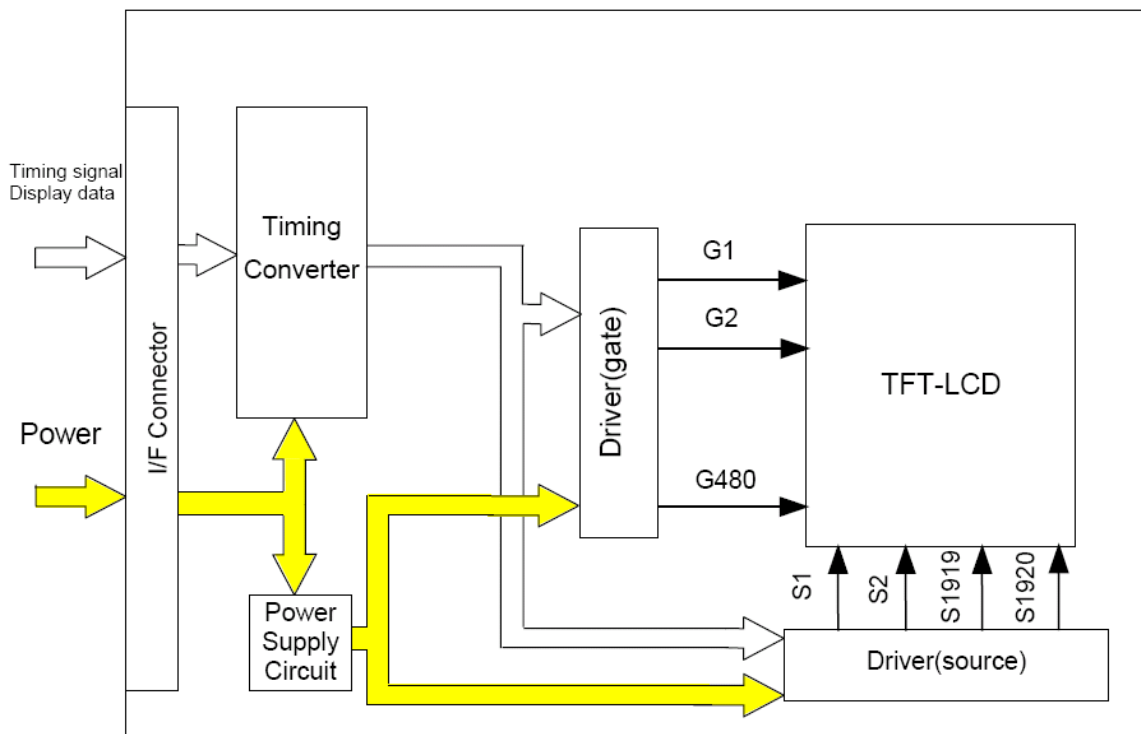 Timing signal
Display data
Power
I/F Connector
Timing
Converter
Power
Supply
Circuit
Driver(gate)
G1
G2
G480
TFT-LCD
S1
S2
S1919
S1920
Driver(source)